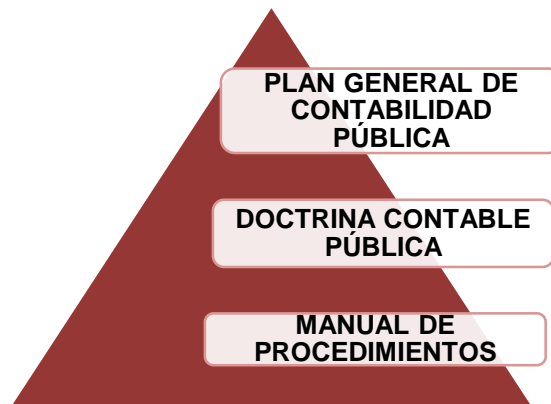 PLAN GENERAL DE
CONTABILIDAD
PÚBLICA
DOCTRINA CONTABLE
PÚBLICA
MANUAL DE
PROCEDIMIENTOS